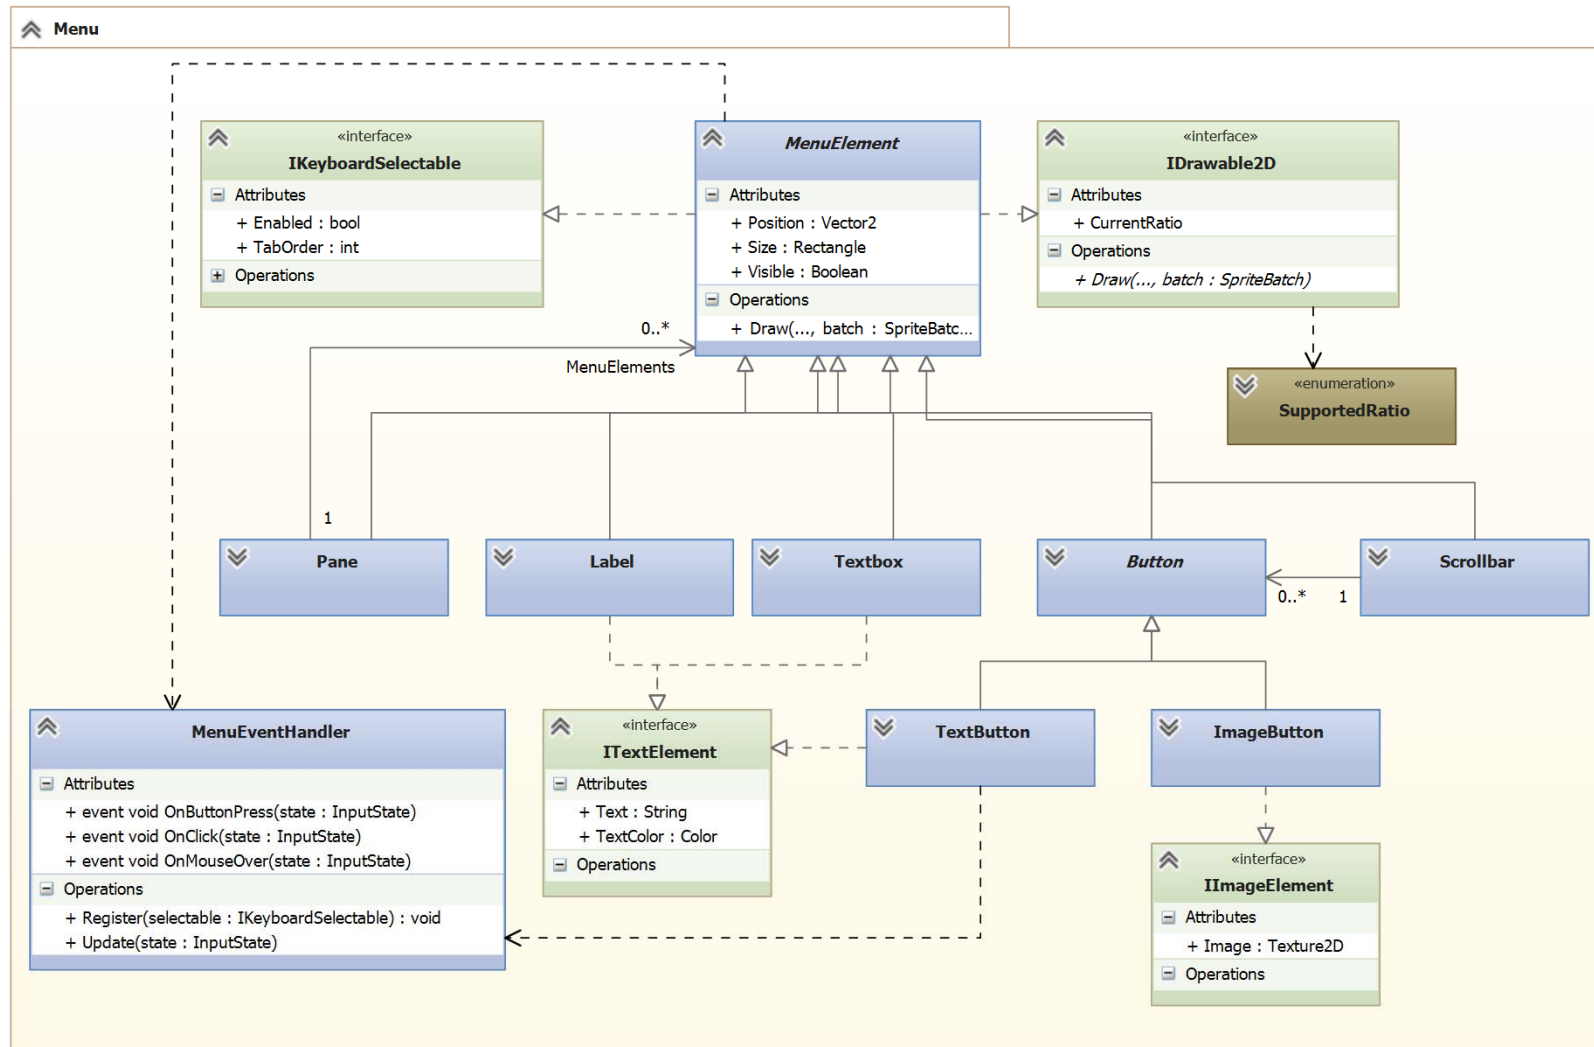 Menu
«interface»
IKeyboardSelectable
Attributes
+ Enabled : bool
+ TabOrder : int
Operations
MenuElement
Attributes
+ Position : Vector2
+ Size : Rectangle
+ Visible : Boolean
Operations
+ Draw(..., batch : SpriteBatc...
«interface»
IDrawable2D
Attributes
+ CurrentRatio
Operations
+ Draw(..., batch : SpriteBatch)
0..*
MenuElements
«enumeration»
SupportedRatio
1
Pane
Label
Textbox
Button
Scrollbar
0..*
1
MenuEventHandler
Attributes
+ event void OnButtonPress(state : InputState)
+ event void OnClick(state : InputState)
+ event void OnMouseOver(state : InputState)
Operations
+ Register(selectable : IKeyboardSelectable) : void
+ Update(state : InputState)
«interface»
ITextElement
Attributes
+ Text : String
+ TextColor : Color
Operations
TextButton
ImageButton
«interface»
IImageElement
Attributes
+ Image : Texture2D
Operations